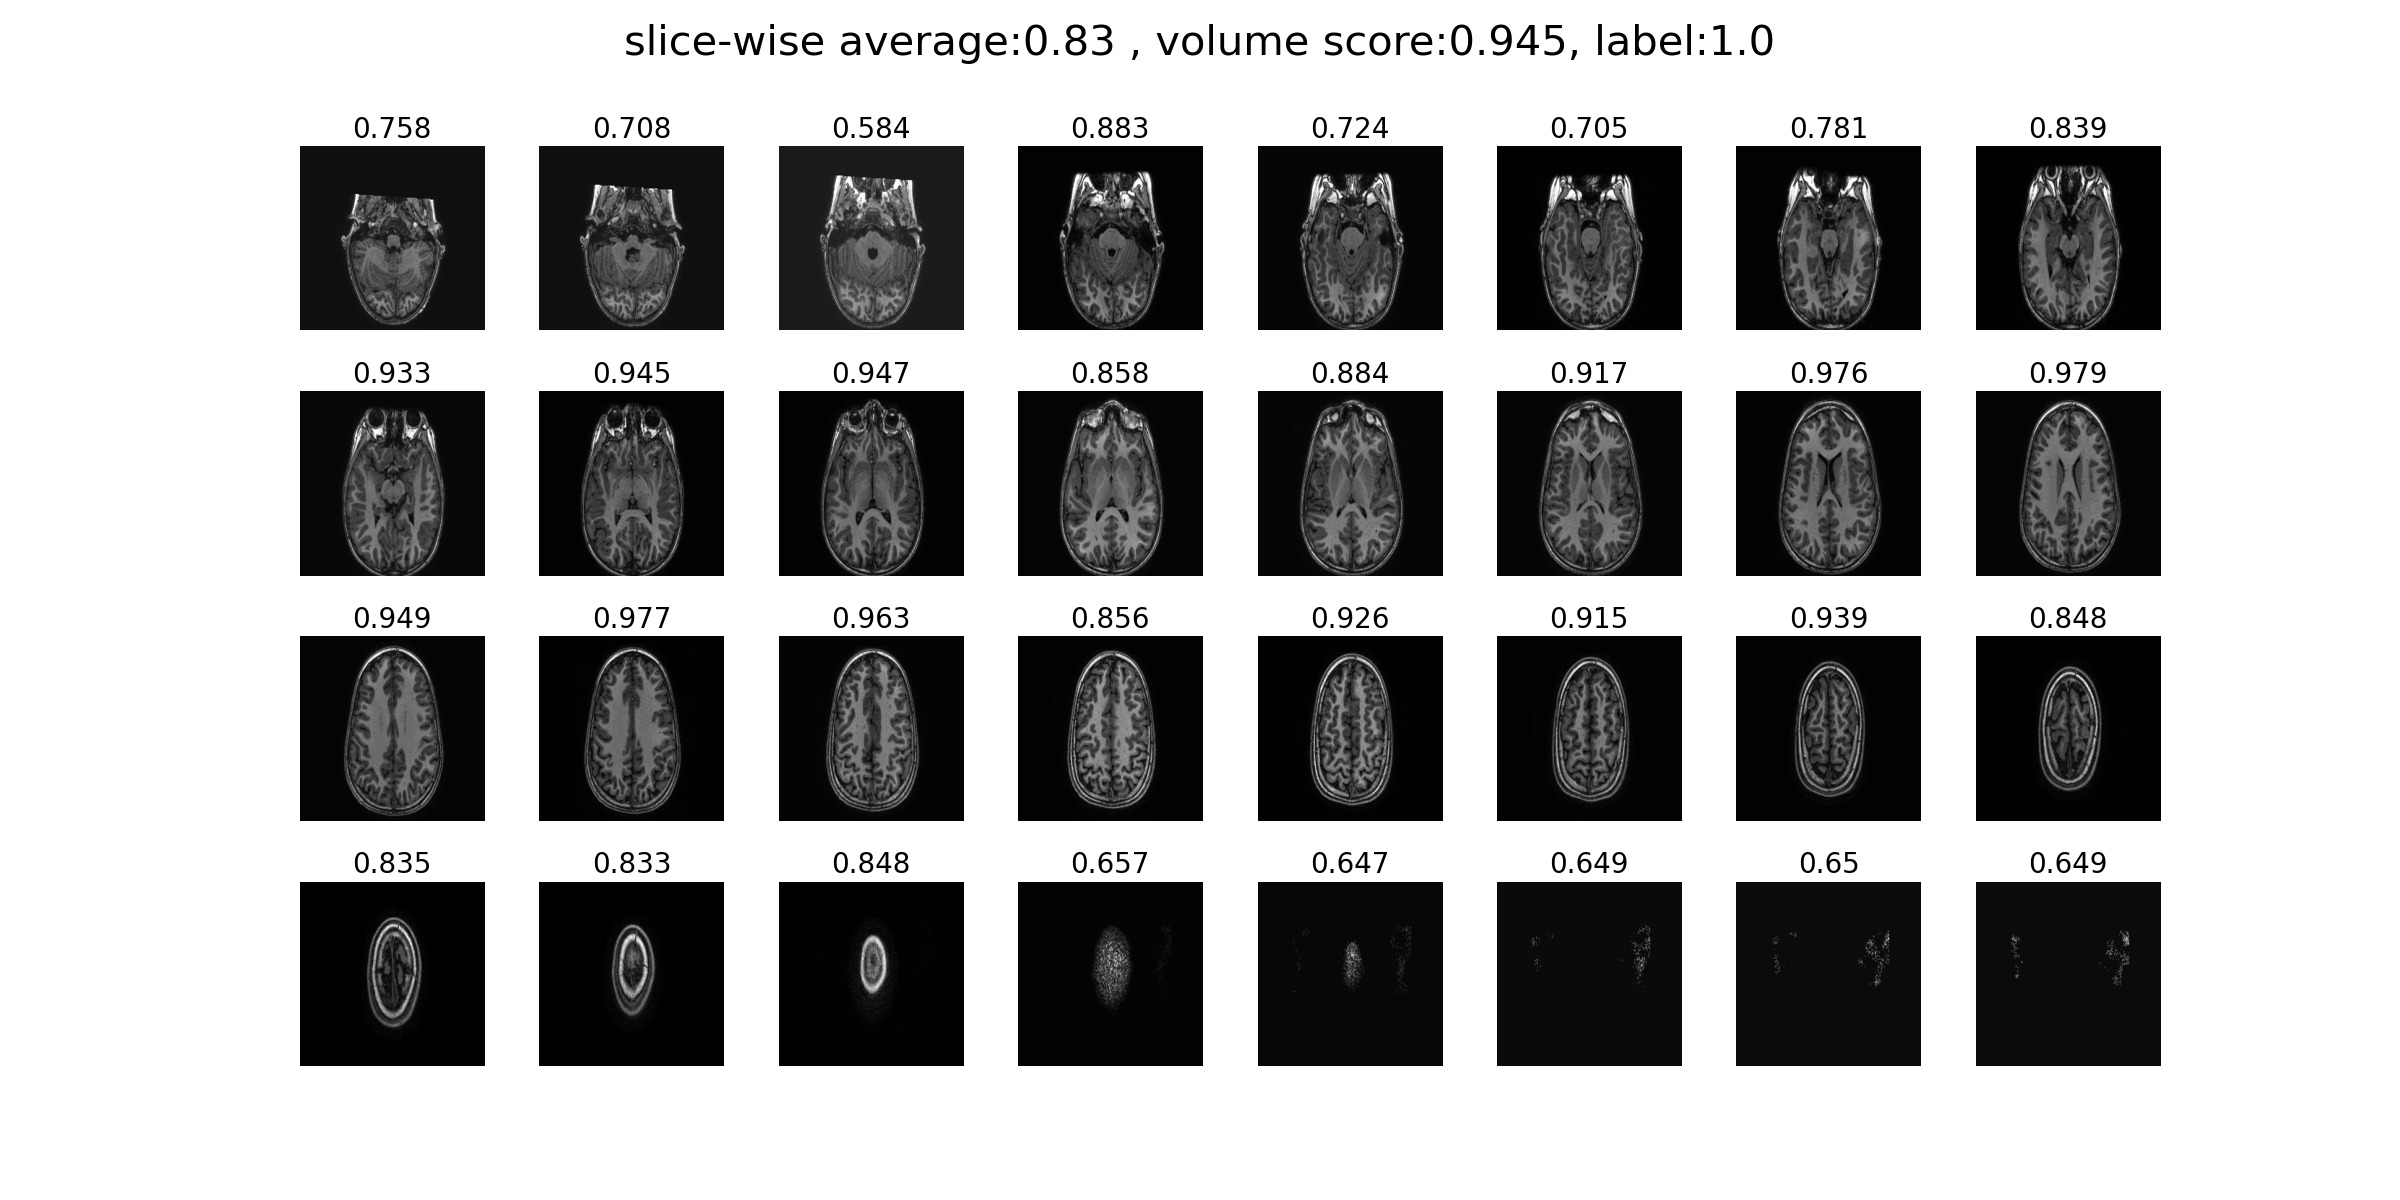 slice-wise average:0.83 , volume score:0.945, label:1.0
0.758 0.708 0.584 0.883 0.724 0.705 0.781 0.839
0.933 0.945 0.947 0.858 0.884 0.917 0.976 0.979
0.949 0.977 0.963 0.856 0.926 0.915 0.939 0.848
0.835 0.833 0.848 0.657 0.647 0.649 0.65 0.649